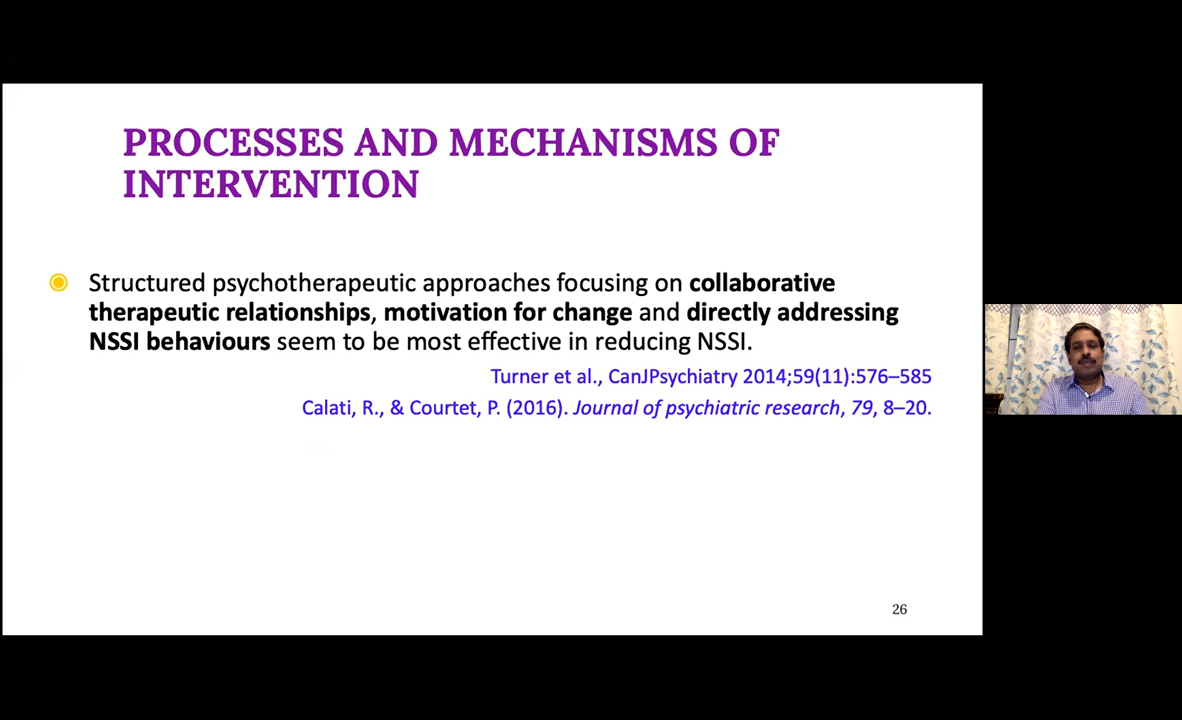 PROCESSES AND MECHANISMS OF
INTERVENTION
Structured psychotherapeutic approaches focusing on collaborative
therapeutic relationships, motivation for change and directly addressing
NSSI behaviours seem to be most effective in reducing NSSI.
Turner et al., CanJPsychiatry 2014;59(11):576–585
Calati, R., & Courtet, P. (2016). Journal of psychiatric research, 79, 8–20.
26